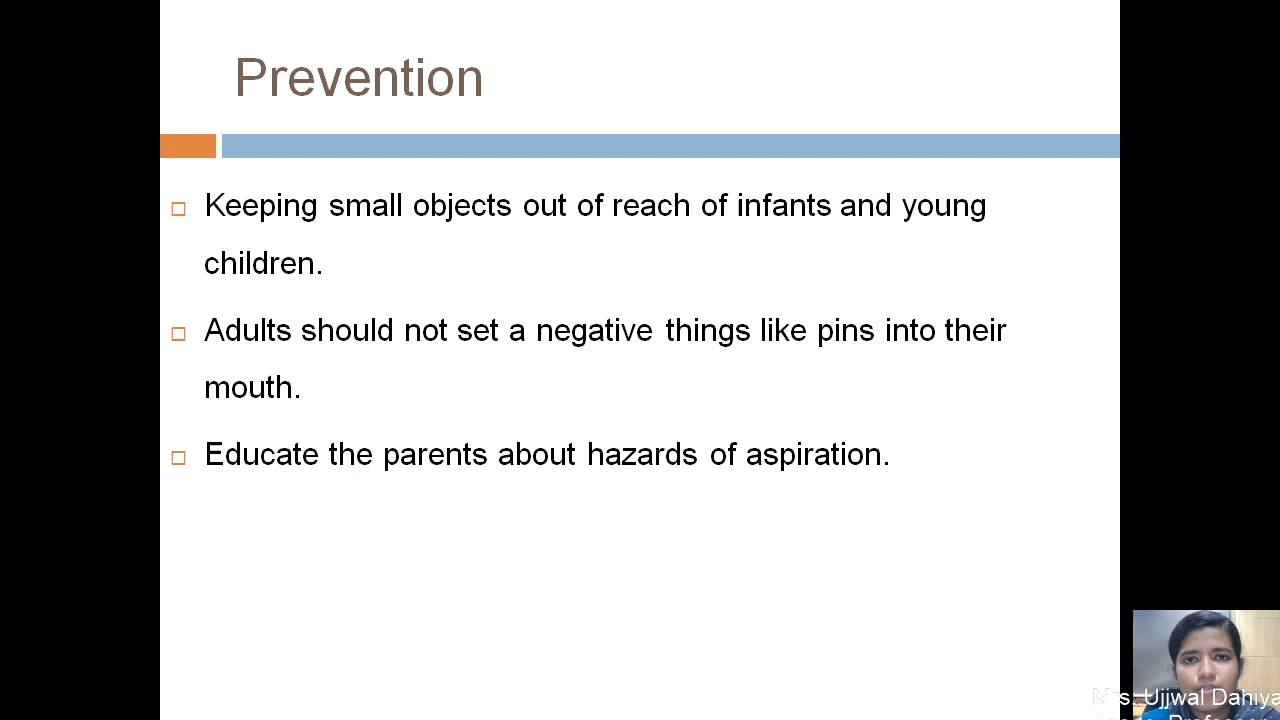 Prevention
Keeping small objects out of reach of infants and young
children.
Adults should not set a negative things like pins into their
mouth.
Educate the parents about hazards of aspiration.
Mrs. Ujjwal Dahiya